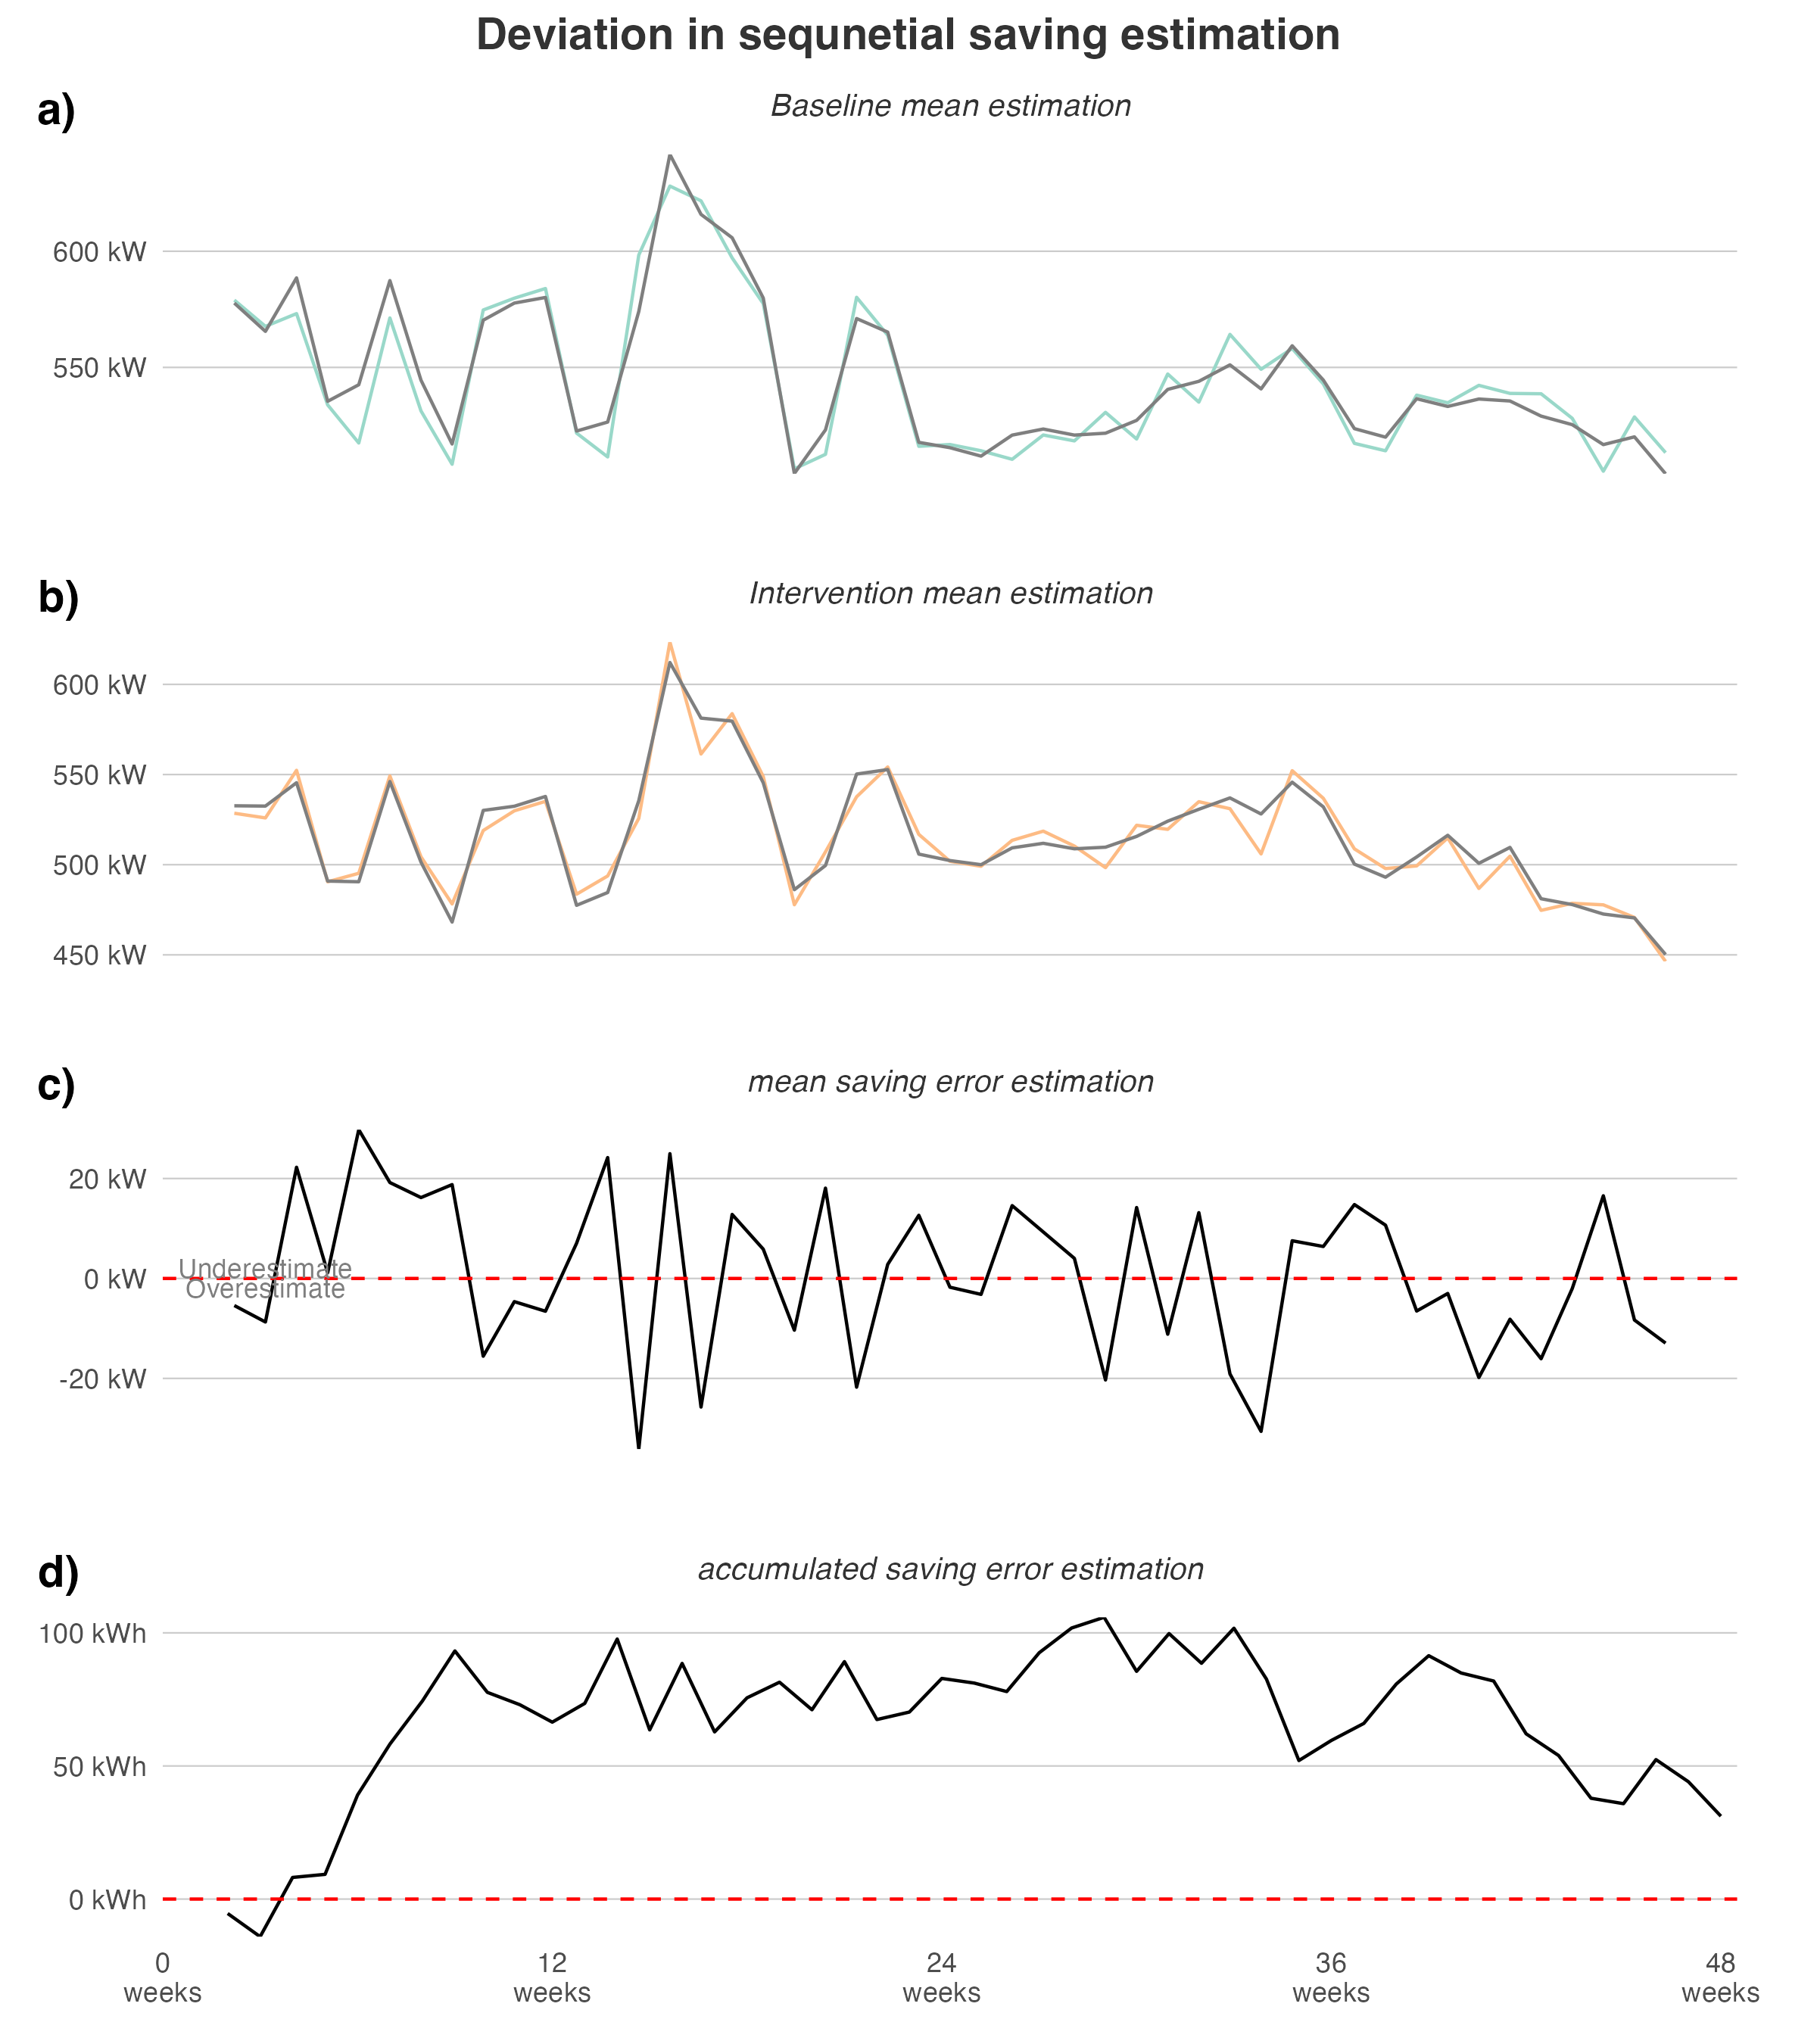 Deviation in sequnetial saving estimation
a)
Baseline mean estimation
600 kW
550 kW
b)
Intervention mean estimation
600 kW
550 kW
500 kW
450 kW
c)
mean saving error estimation
20 kW
Underestimate
0 kW
Overestimate
-20 kW
d)
accumulated saving error estimation
100 kWh
50 kWh
0 kWh
0 12 24 36 48
weeks weeks weeks weeks weeks